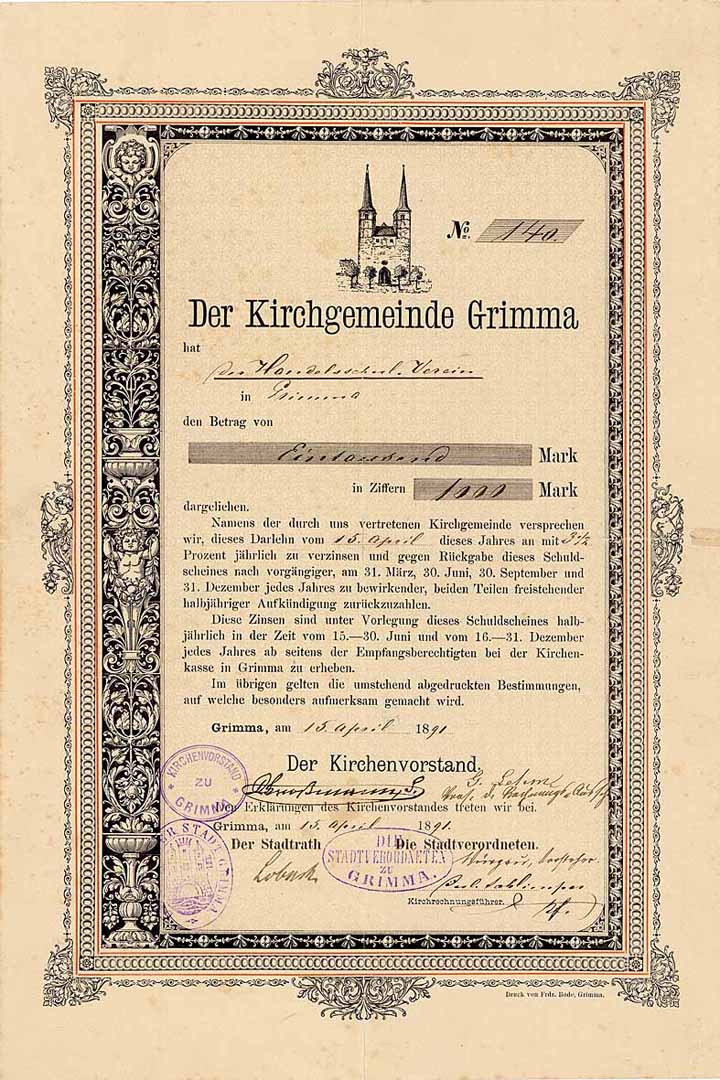 No. 140.
Der Kirchgemeinde Grimma
hat
der Handelsschul-Verein
in Grimma
den Betrag von
Eintausend Mark
in Ziffern 1000 Mark
dargeliehen.
Namens der durch uns vertretenen Kirchgemeinde versprechen
wir, dieses Darlehn vom 15. April dieses Jahres an mit 3½
Prozent jährlich zu verzinsen und gegen Rückgabe dieses Schuld-
scheines nach vorgängiger, am 31. März, 30. Juni, 30. September und
31. Dezember jedes Jahres zu bewirkender, beiden Teilen freistehender
halbjähriger Aufkündigung zurückzuzahlen.
Diese Zinsen sind unter Vorlegung dieses Schuldscheines halb-
jährlich in der Zeit vom 15.—30. Juni und vom 16.—31. Dezember
jedes Jahres ab seitens der Empfangsberechtigten bei der Kirchen-
kasse in Grimma zu erheben.
Im übrigen gelten die umstehend abgedruckten Bestimmungen,
auf welche besonders aufmerksam gemacht wird.
Grimma, am 15. April 1891
Der Kirchenvorstand.
KIRCHENVORSTAND
ZU
GRIMMA
Den Erklärungen des Kirchenvorstandes treten wir bei.
Grimma, am 15. April 1891.
Der Stadtrath Die Stadtverordneten.
DER STADT GRIMMA
DIE
STADTVERORDNETEN
ZU
GRIMMA.
Kirchrechnungsführer.
Druck von Frdr. Bode, Grimma.